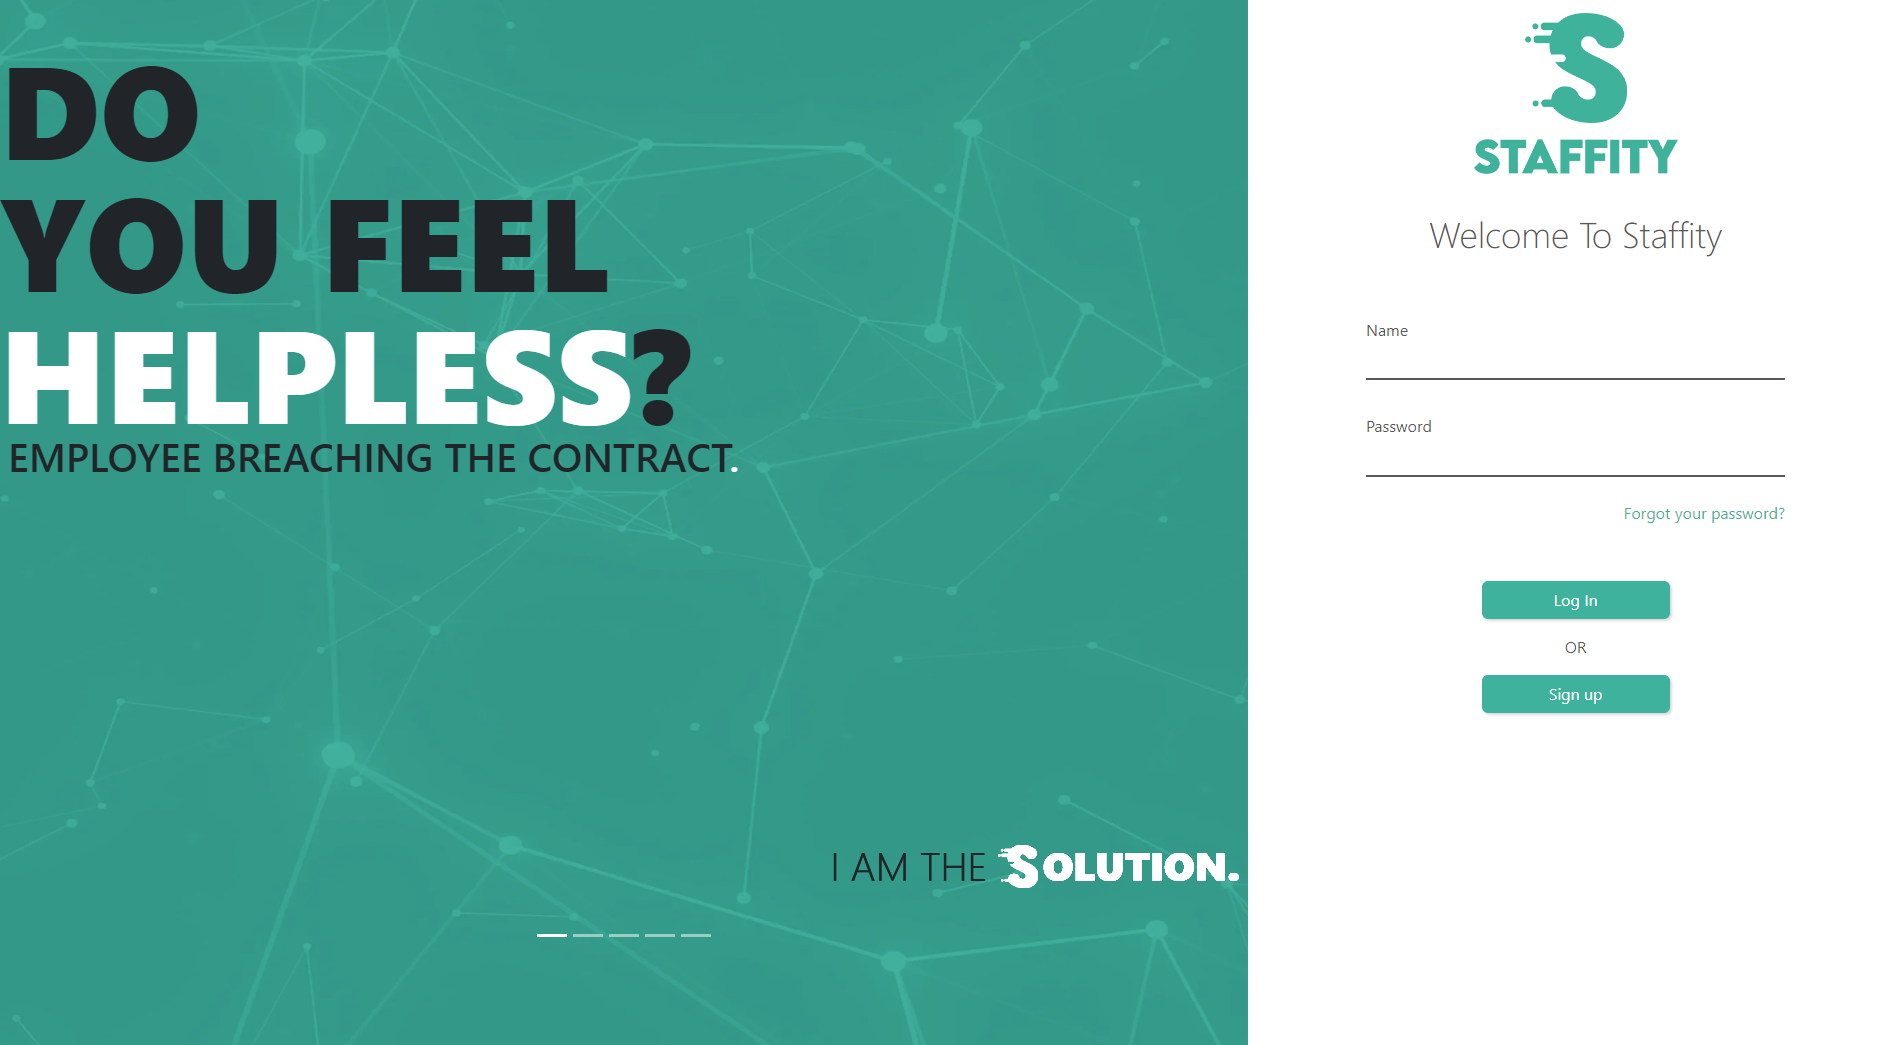 DO
YOU FEEL
HELPLESS?
EMPLOYEE BREACHING THE CONTRACT.
I AM THE SOLUTION.
STAFFITY
Welcome To Staffity
Name
Password
Forgot your password?
Log In
OR
Sign up